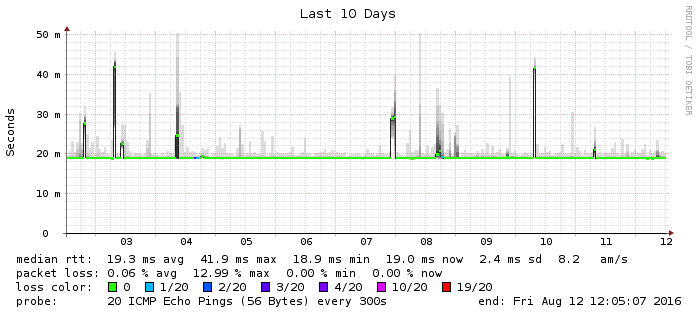 Last 10 Days
RRDTOOL / TOBI OETIKER
Seconds
50 m
40 m
30 m
20 m
10 m
0
03 04 05 06 07 08 09 10 11 12
median rtt: 19.3 ms avg 41.9 ms max 18.9 ms min 19.0 ms now 2.4 ms sd 8.2 am/s
packet loss: 0.06 % avg 12.99 % max 0.00 % min 0.00 % now
loss color: 0 1/20 2/20 3/20 4/20 10/20 19/20
probe: 20 ICMP Echo Pings (56 Bytes) every 300s end: Fri Aug 12 12:05:07 2016